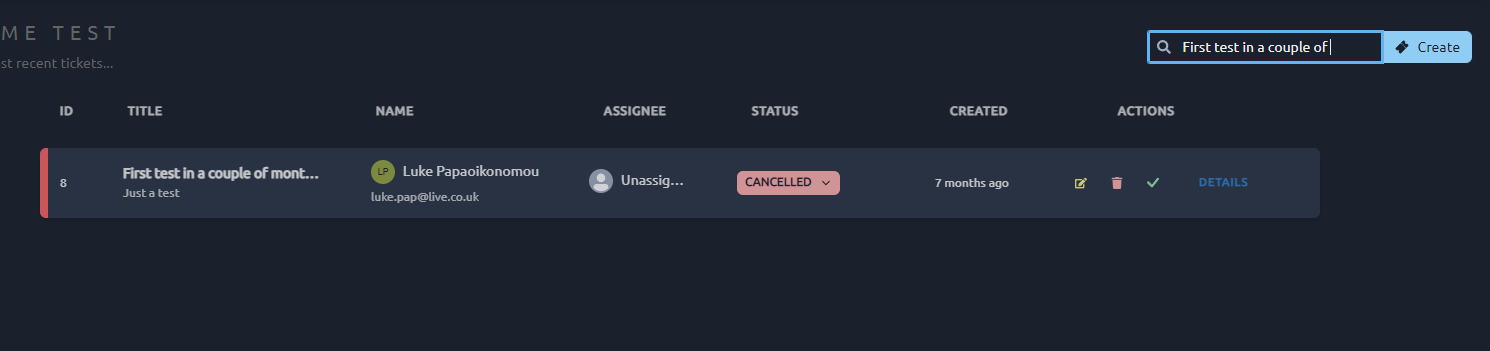 ME TEST
st recent tickets...
First test in a couple of
Create
ID TITLE NAME ASSIGNEE STATUS CREATED ACTIONS
8
First test in a couple of mont...
Just a test
LP
Luke Papaoikonomou
luke.pap@live.co.uk
Unassig...
CANCELLED
7 months ago
DETAILS